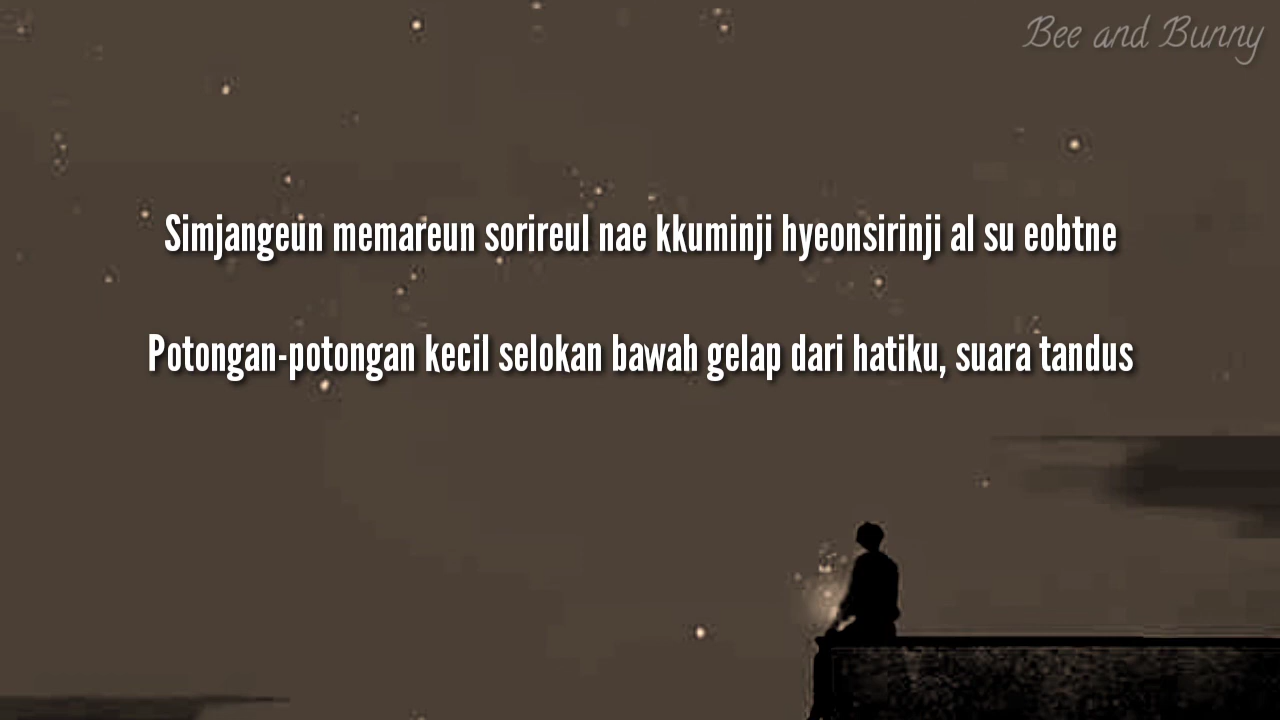 Bee and Bunny
Simjangeun memareun sorireul nae kkuminji hyeonsirinji al su eobtne
Potongan-potongan kecil selokan bawah gelap dari hatiku, suara tandus